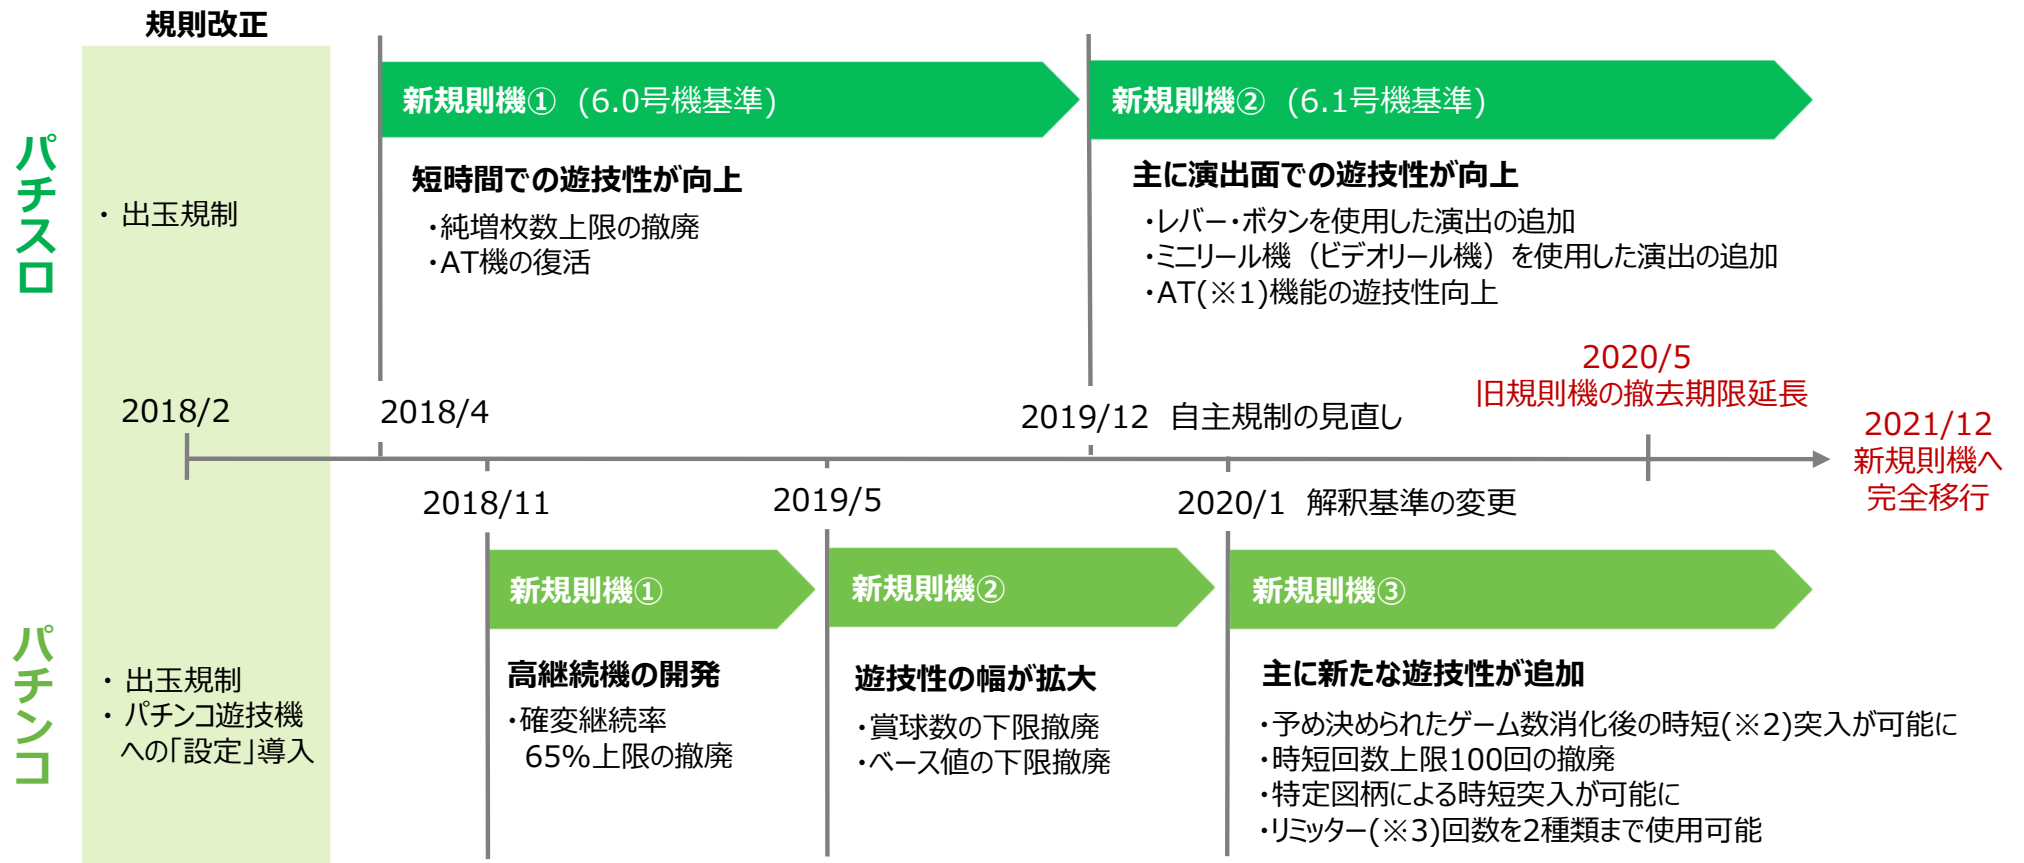 規則改正
パチスロ
・ 出玉規制
新規則機① (6.0号機基準)
短時間での遊技性が向上
・純増枚数上限の撤廃
・AT機の復活
新規則機② (6.1号機基準)
主に演出面での遊技性が向上
・レバー・ボタンを使用した演出の追加
・ミニリール機（ビデオリール機）を使用した演出の追加
・AT(※1)機能の遊技性向上
2018/2
2018/4
2019/12 自主規制の見直し
2020/5
旧規則機の撤去期限延長
2021/12
新規則機へ
完全移行
2018/11
2019/5
2020/1 解釈基準の変更
パチンコ
・ 出玉規制
・ パチンコ遊技機
への「設定」導入
新規則機①
高継続機の開発
・確変継続率
65%上限の撤廃
新規則機②
遊技性の幅が拡大
・賞球数の下限撤廃
・ベース値の下限撤廃
新規則機③
主に新たな遊技性が追加
・予め決められたゲーム数消化後の時短(※2)突入が可能に
・時短回数上限100回の撤廃
・特定図柄による時短突入が可能に
・リミッター(※3)回数を2種類まで使用可能